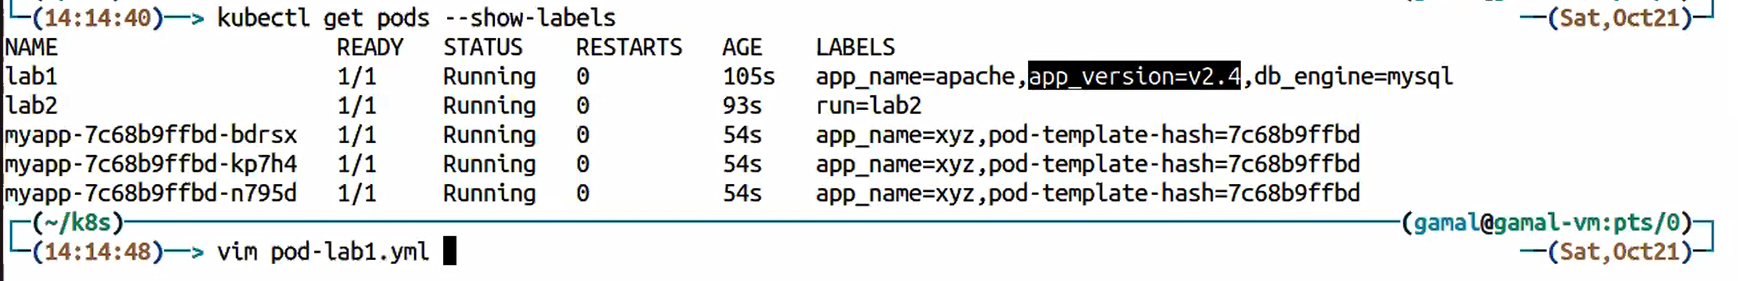 (14:14:40)—> kubectl get pods --show-labels —(Sat,Oct21)
NAME READY STATUS RESTARTS AGE LABELS
lab1 1/1 Running 0 105s app_name=apache,app_version=v2.4,db_engine=mysql
lab2 1/1 Running 0 93s run=lab2
myapp-7c68b9ffbd-bdrsx 1/1 Running 0 54s app_name=xyz,pod-template-hash=7c68b9ffbd
myapp-7c68b9ffbd-kp7h4 1/1 Running 0 54s app_name=xyz,pod-template-hash=7c68b9ffbd
myapp-7c68b9ffbd-n795d 1/1 Running 0 54s app_name=xyz,pod-template-hash=7c68b9ffbd
(~/k8s) (gamal@gamal-vm:pts/0)
(14:14:48)—> vim pod-lab1.yml —(Sat,Oct21)